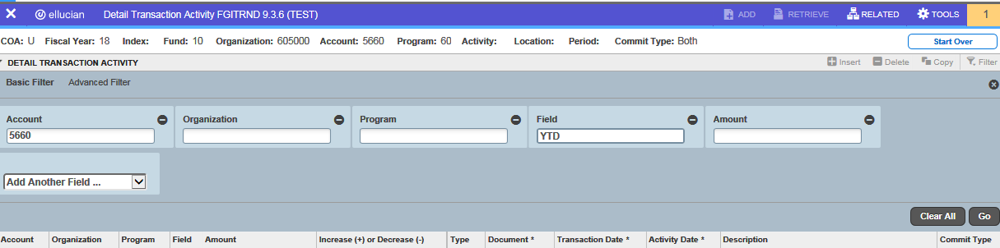 ellucian Detail Transaction Activity FGITRND 9.3.6 (TEST) ADD RETRIEVE RELATED TOOLS 1
COA: U Fiscal Year: 18 Index: Fund: 10 Organization: 605000 Account: 5660 Program: 60 Activity: Location: Period: Commit Type: Both Start Over
DETAIL TRANSACTION ACTIVITY Insert Delete Copy Filter
Basic Filter Advanced Filter
Account Organization Program Field Amount
5660 YTD
Add Another Field ...
Clear All Go
Account Organization Program Field Amount Increase (+) or Decrease (-) Type Document * Transaction Date * Activity Date * Description Commit Type